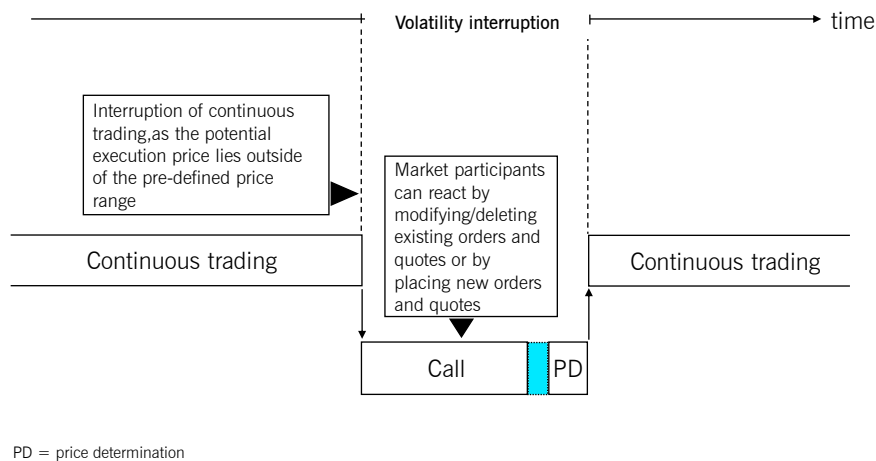 Volatility interruption
time
Interruption of continuous
trading,as the potential
execution price lies outside
of the pre-defined price
range
Market participants
can react by
modifying/deleting
existing orders and
quotes or by
placing new orders
and quotes
Continuous trading
Continuous trading
Call
PD
PD = price determination